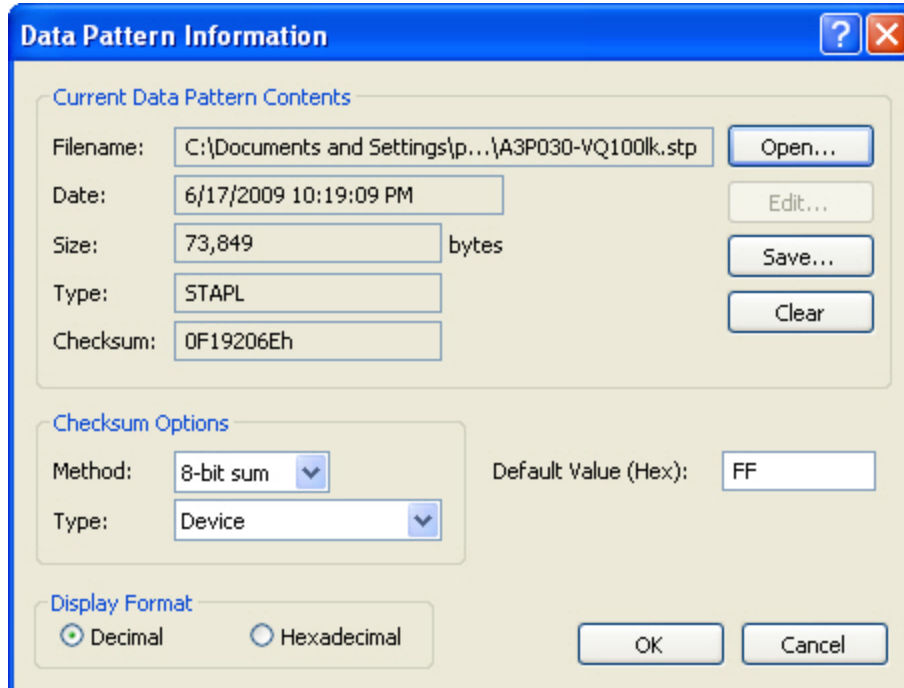 Data Pattern Information
Current Data Pattern Contents
Filename: C:\Documents and Settings\p...\A3P030-VQ100lk.stp Open...
Date: 6/17/2009 10:19:09 PM Edit...
Size: 73,849 bytes Save...
Type: STAPL Clear
Checksum: 0F19206Eh
Checksum Options
Method: 8-bit sum Default Value (Hex): FF
Type: Device
Display Format
Decimal Hexadecimal OK Cancel